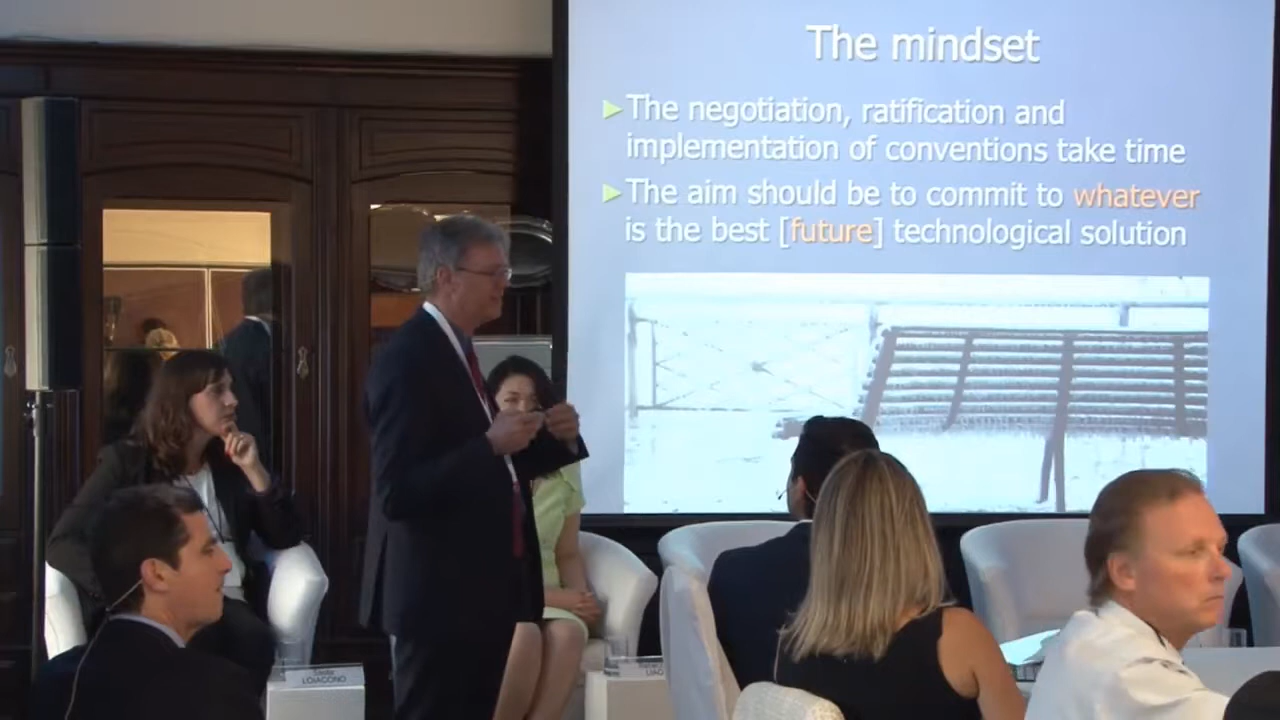 The mindset
►The negotiation, ratification and
implementation of conventions take time
►The aim should be to commit to whatever
is the best [future] technological solution
LOIACONO
LIAO